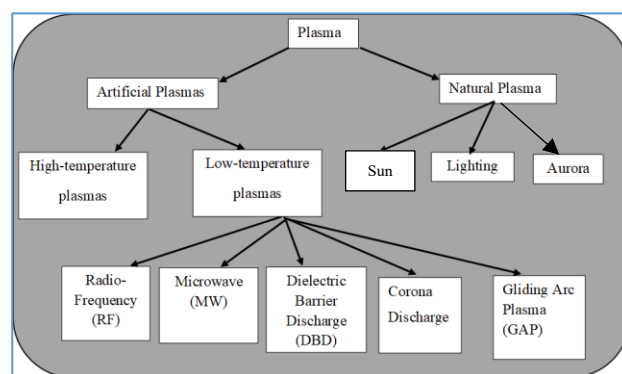 Plasma
Artificial Plasmas
Natural Plasma
High-temperature
plasmas
Low-temperature
plasmas
Sun
Lighting
Aurora
Radio-
Frequency
(RF)
Microwave
(MW)
Dielectric
Barrier
Discharge
(DBD)
Corona
Discharge
Gliding Arc
Plasma
(GAP)